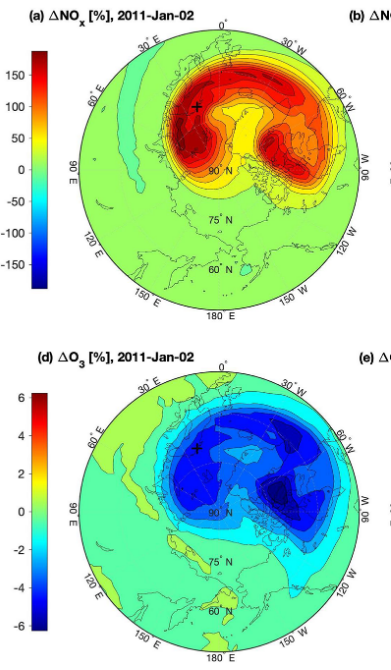 (a) ΔNOx [%], 2011-Jan-02
(b) ΔNO
0°
30° E
30° W
60° E
60° W
90 E
90 W
120 E
120 W
150 E
150 W
180 E
90° N
75° N
60° N
150
100
50
0
-50
-100
-150
(d) ΔO3 [%], 2011-Jan-02
(e) Δ
0°
30° E
30° W
60° E
60° W
90 E
90 W
120 E
120 W
150 E
150 W
180 E
90° N
75° N
60° N
6
4
2
0
-2
-4
-6